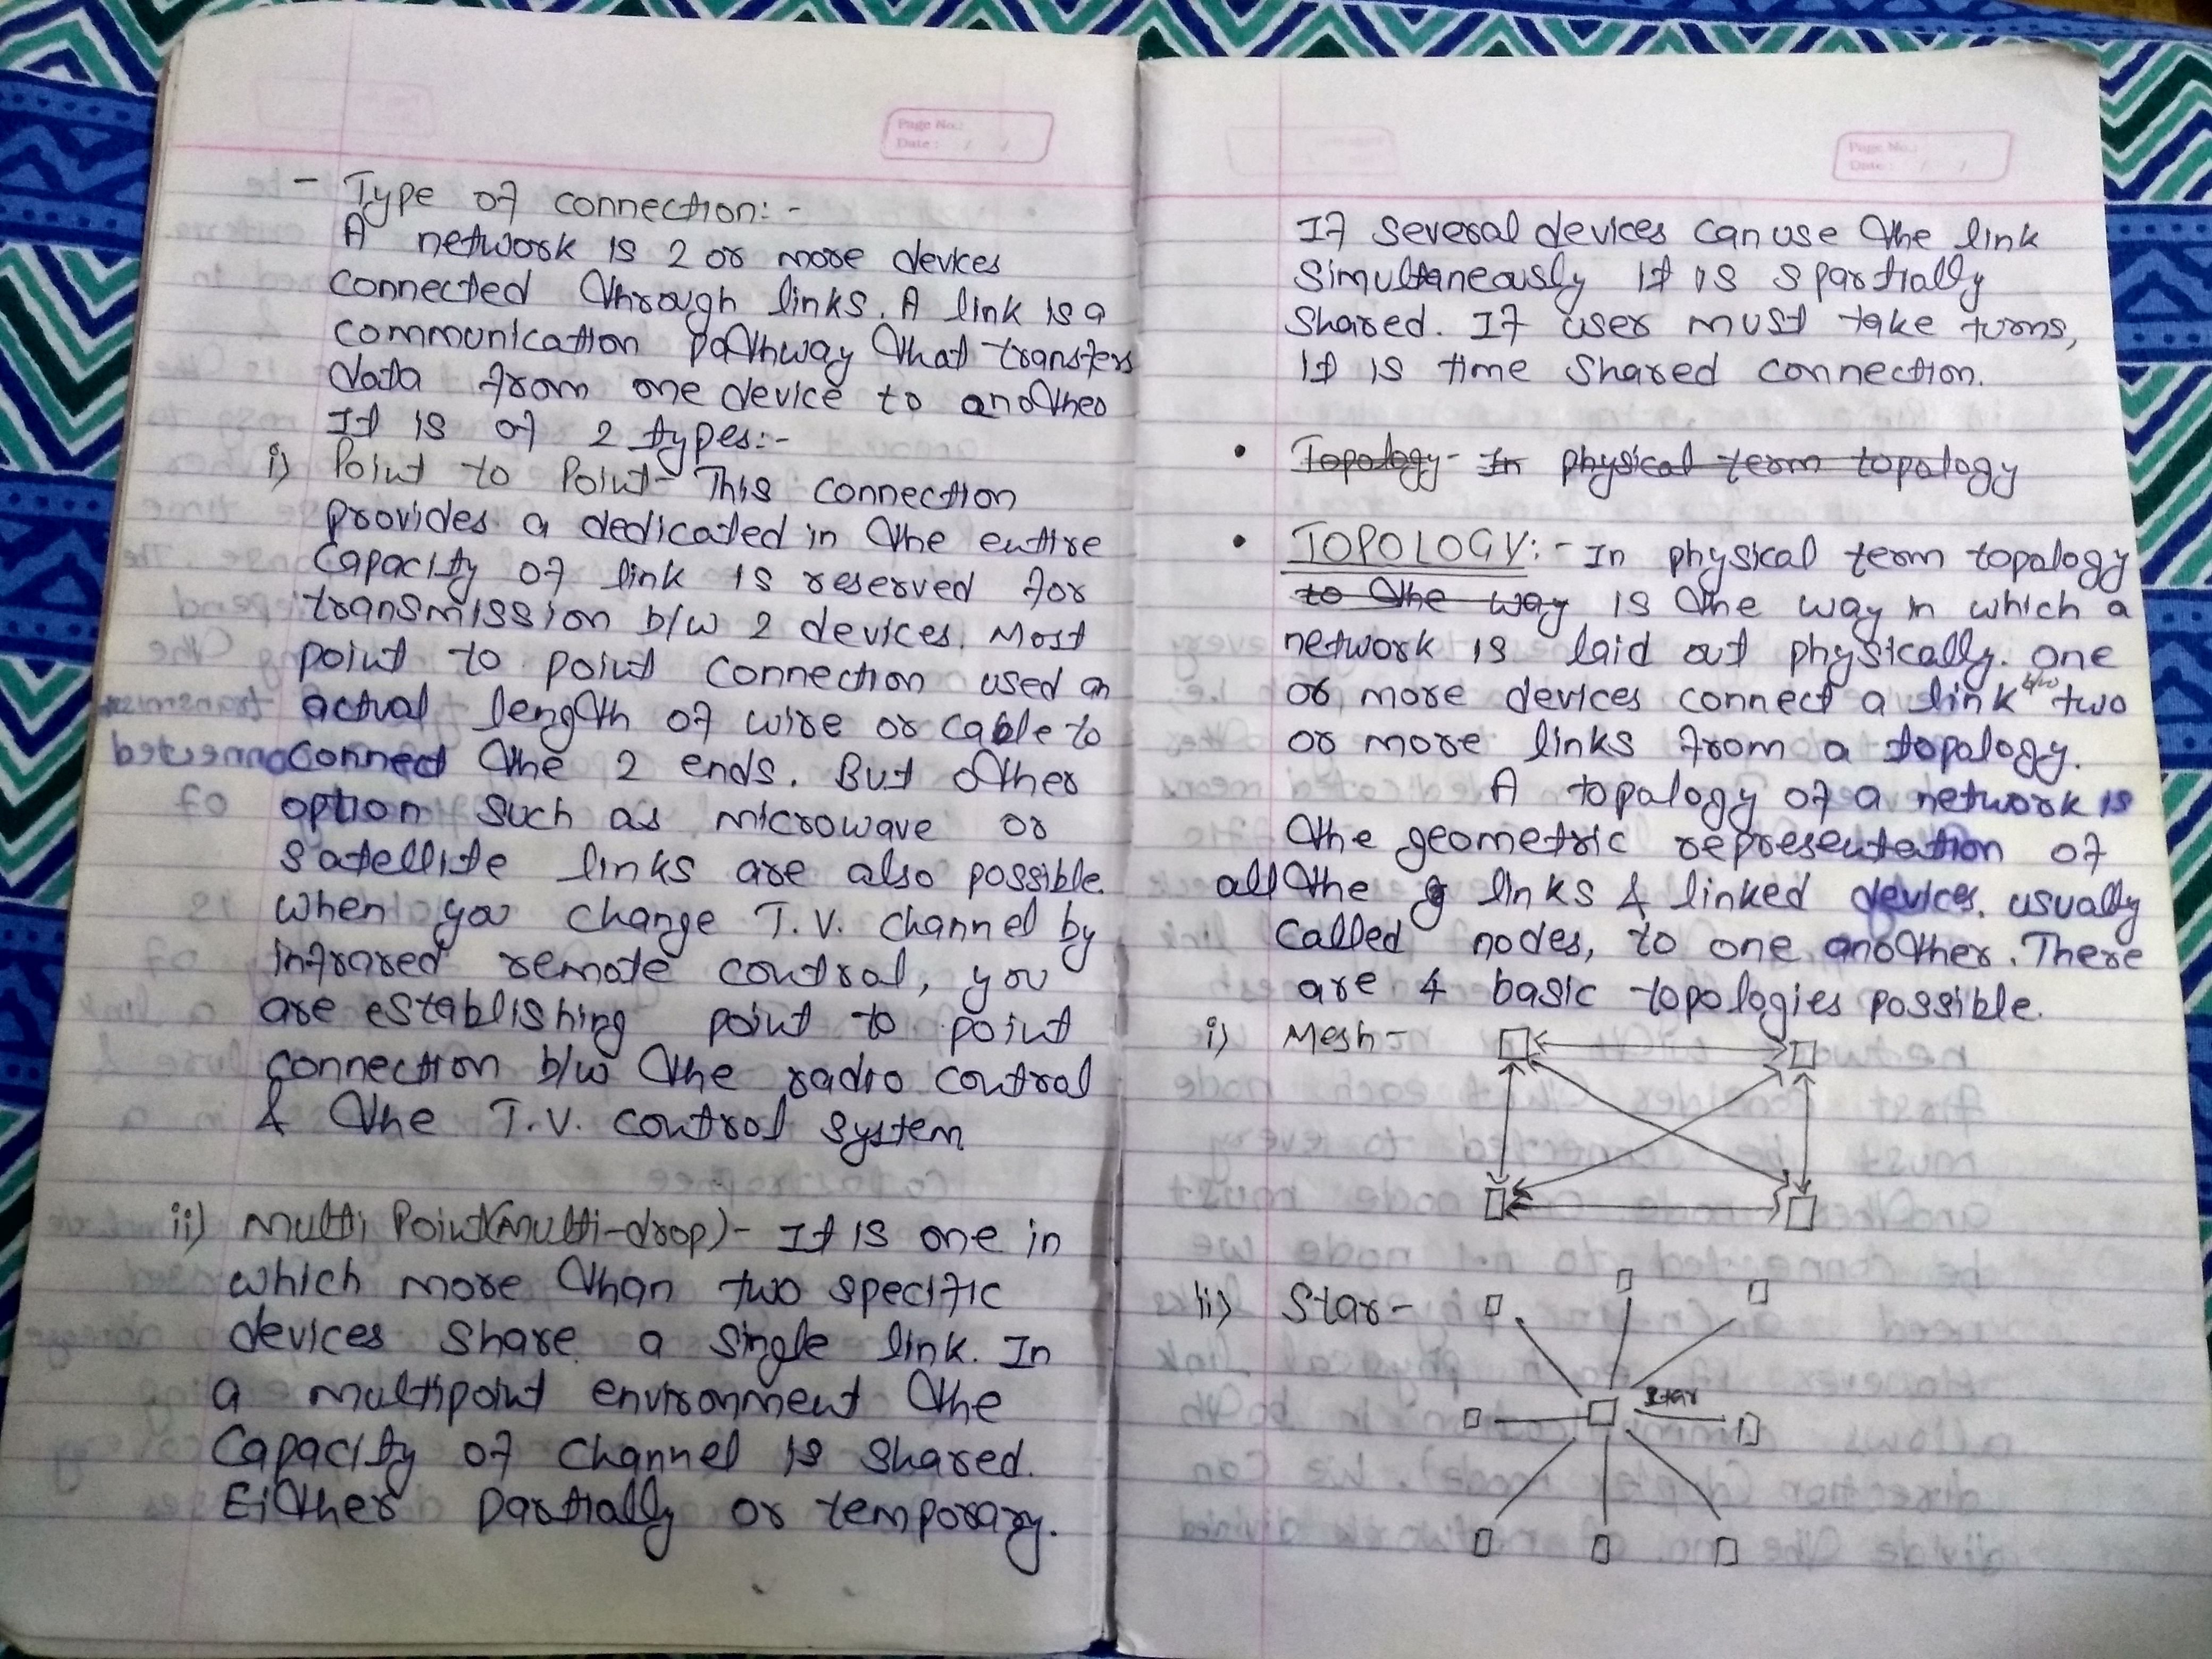 Page No.:
Date: / /
- Type of connection:-
A network is 2 or more devices
connected through links. A link is a
communication pathway that transfers
data from one device to another
It is of 2 types:-
i) Point to Point- This connection
provides a dedicated in the entire
capacity of link is reserved for
transmission b/w 2 devices. Most
point to point connection used an
actual length of wire or cable to
connect the 2 ends. But other
option such as microwave or
satellite links are also possible.
when you change T.V. channel by
infrared remote control, you
are establishing point to point
connection b/w the radio control
& the T.V. control system
ii) Multi Point(Multi-drop)- It is one in
which more than two specific
devices share a single link. In
a multipoint environment the
capacity of channel is shared.
Either partially or temporary.
Page No.:
Date: / /
If several devices can use the link
simultaneously it is spartially
shared. If user must take turns,
it is time shared connection.
• Topology- In physical term topology
• TOPOLOGY:- In physical term topalogy
to the way is the way in which a
network is laid out physically. one
or more devices connect a link b/w two
or more links from a topalogy.
A topalogy of a network is
the geometric representation of
all the links & linked devices. usually
called nodes, to one another. There
are 4 basic topologies possible.
i) Mesh-
ii) Star-
Star